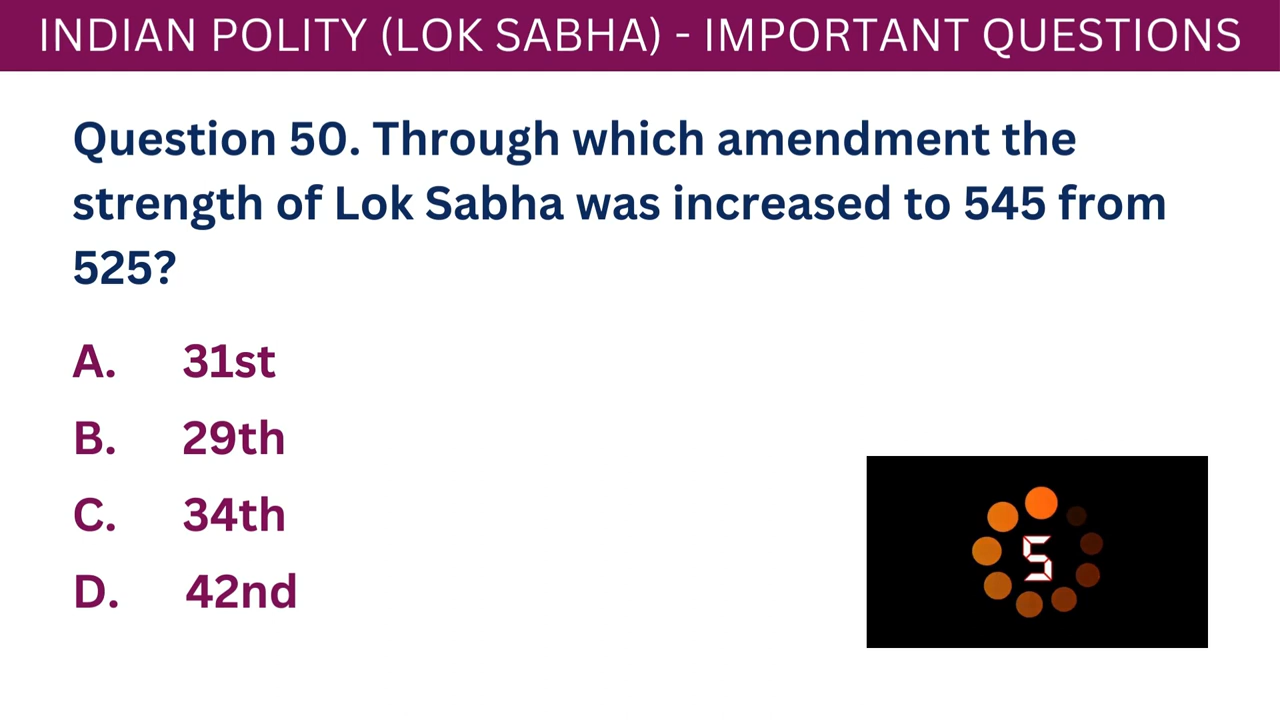 INDIAN POLITY (LOK SABHA) - IMPORTANT QUESTIONS
Question 50. Through which amendment the
strength of Lok Sabha was increased to 545 from
525?
A. 31st
B. 29th
C. 34th
D. 42nd
5